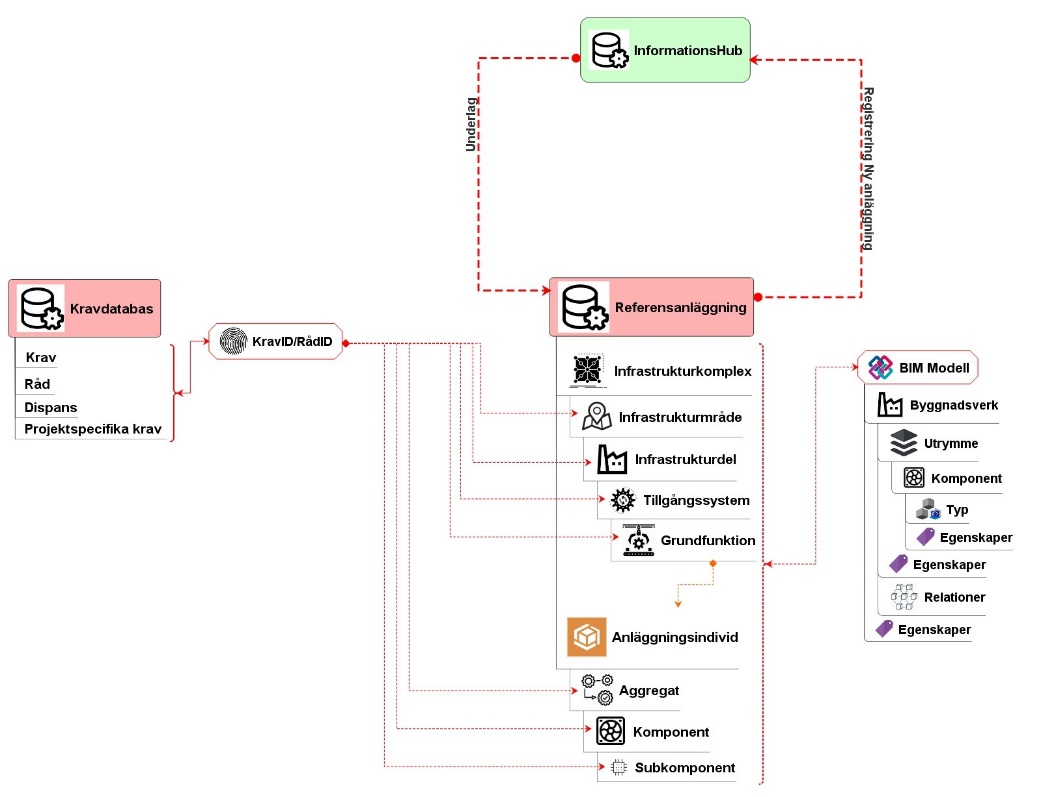 InformationsHub
Underlag
Registrering Ny anläggning
Kravdatabas
Krav
Råd
Dispans
Projektspecifika krav
KravID/RådID
Referensanläggning
Infrastrukturkomplex
Infrastrukturmråde
Infrastrukturdel
Tillgångssystem
Grundfunktion
Anläggningsindivid
Aggregat
Komponent
Subkomponent
BIM Modell
Byggnadsverk
Utrymme
Komponent
Typ
Egenskaper
Egenskaper
Relationer
Egenskaper